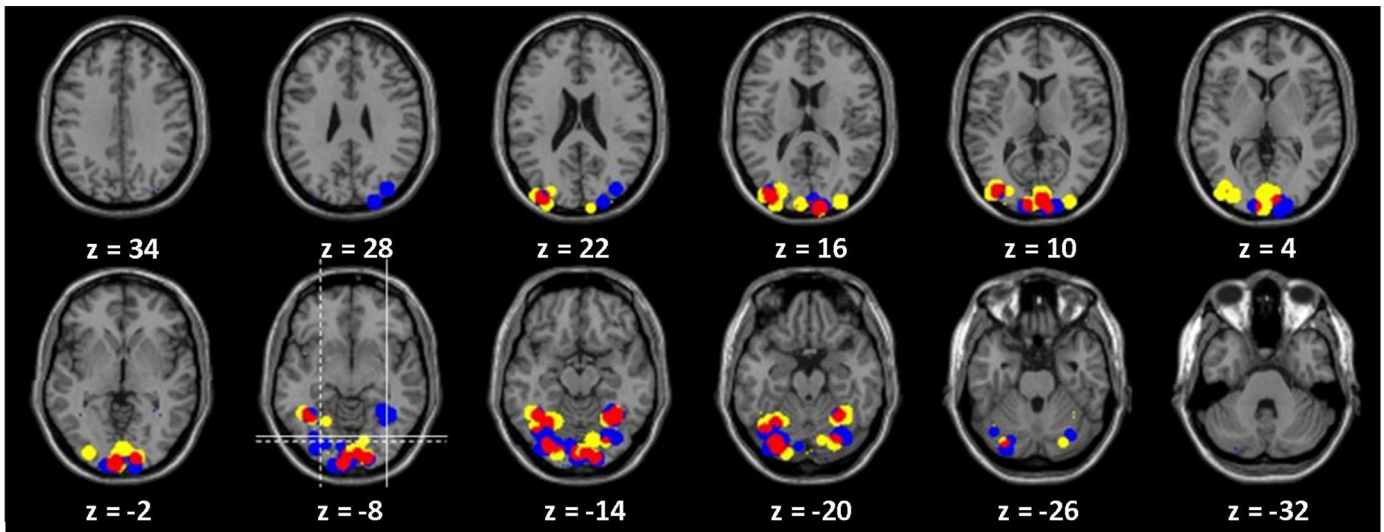 z = 34 z = 28 z = 22 z = 16 z = 10 z = 4
z = -2 z = -8 z = -14 z = -20 z = -26 z = -32